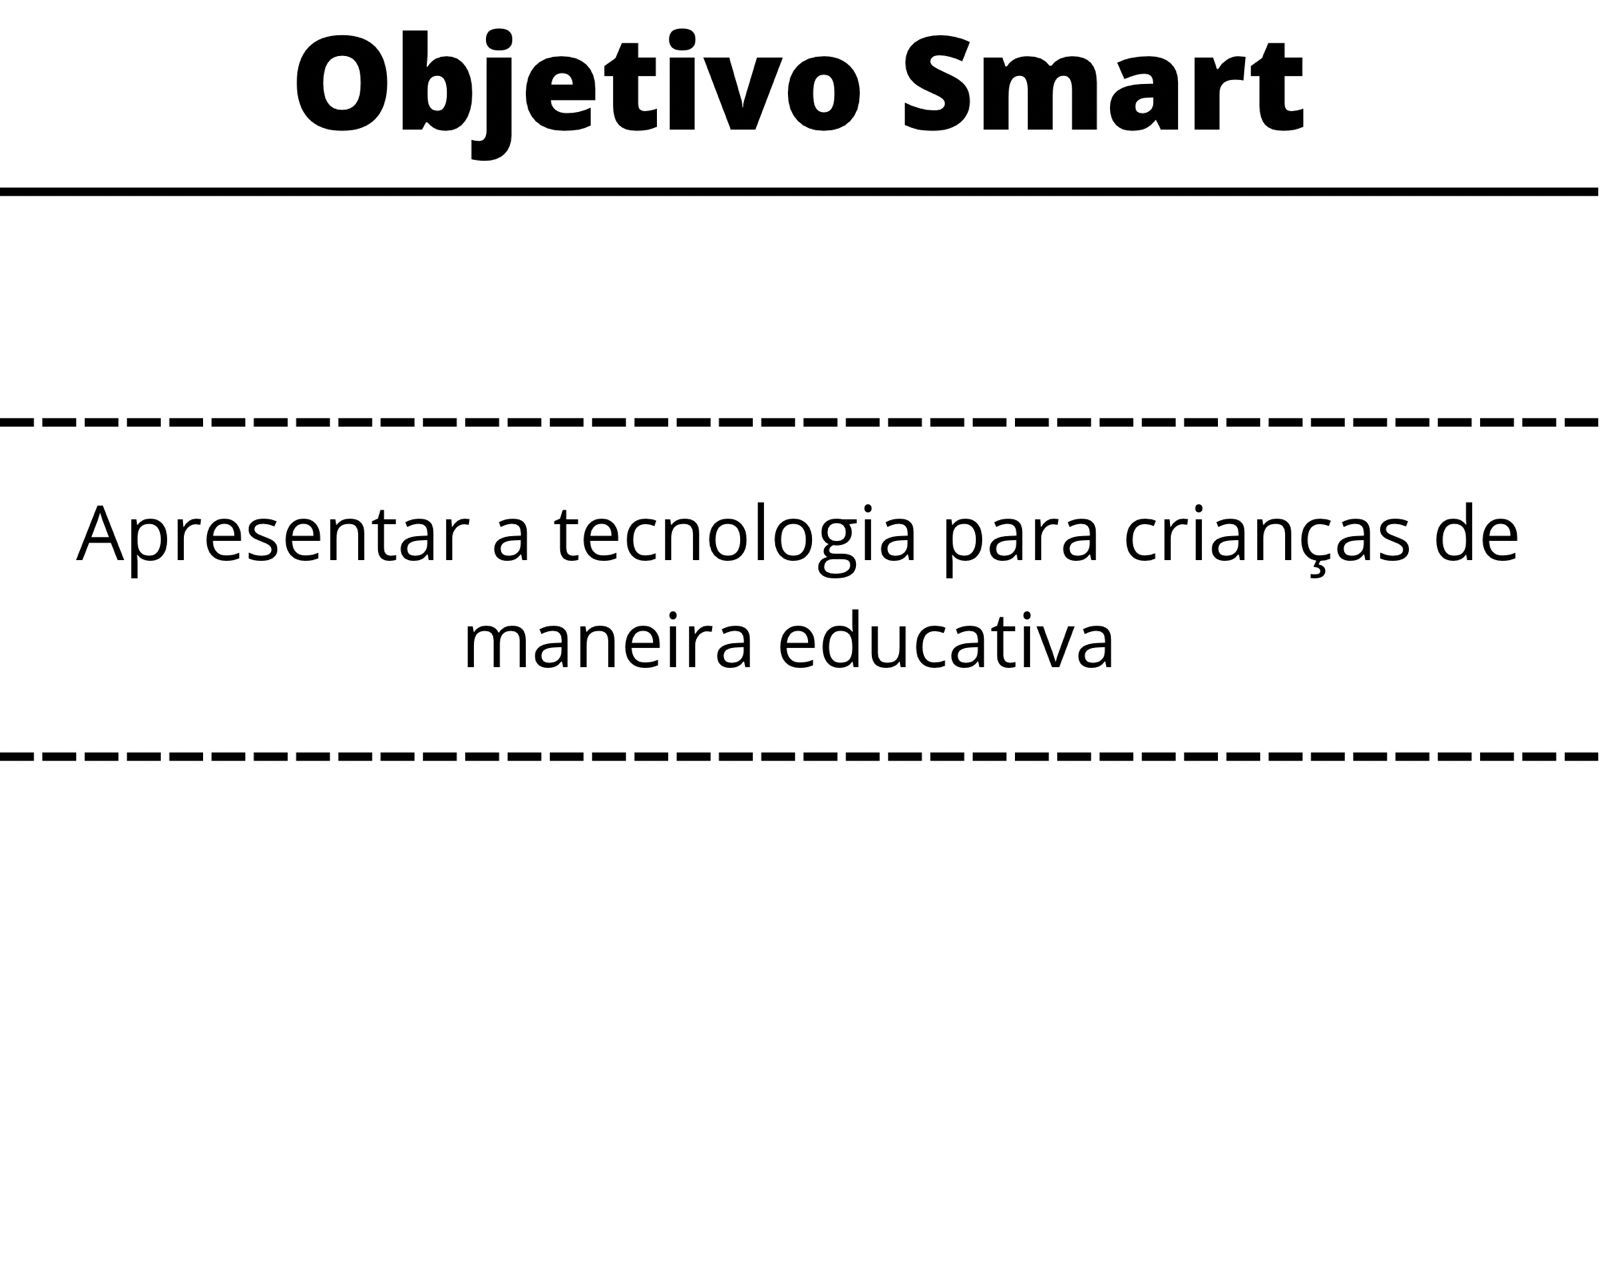 Objetivo Smart
Apresentar a tecnologia para crianças de
maneira educativa